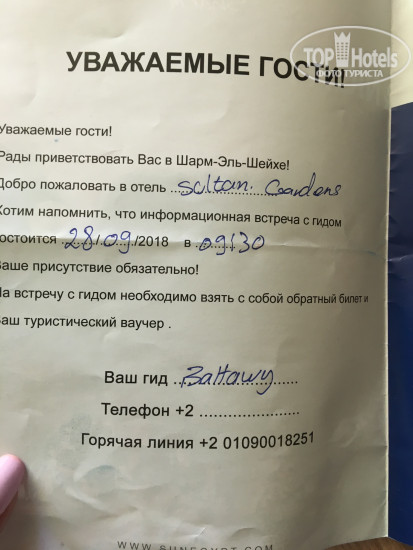 TOP Hotels
ФОТО ТУРИСТА
УВАЖАЕМЫЕ ГОСТИ!
Уважаемые гости!
Рады приветствовать Вас в Шарм-Эль-Шейхе!
Добро пожаловать в отель Sultan Gardens
Хотим напомнить, что информационная встреча с гидом
состоится 28/09/2018 в 09:30
Ваше присутствие обязательно!
На встречу с гидом необходимо взять с собой обратный билет и
Ваш туристический ваучер .
Ваш гид Baltawy
Телефон +2 ......................
Горячая линия +2 01090018251